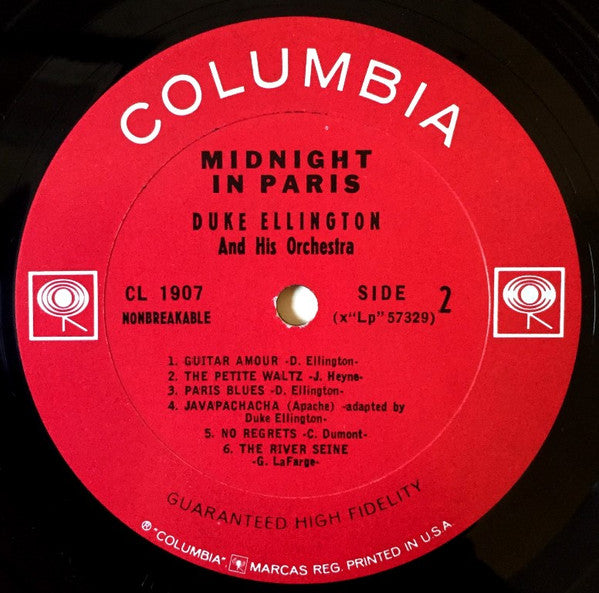 COLUMBIA
MIDNIGHT
IN PARIS
DUKE ELLINGTON
And His Orchestra
CL 1907
NONBREAKABLE
SIDE 2
(x"Lp" 57329)
1. GUITAR AMOUR -D. Ellington-
2. THE PETITE WALTZ -J. Heyne-
3. PARIS BLUES -D. Ellington-
4. JAVAPACHACHA (Apache) -adapted by
Duke Ellington-
5. NO REGRETS -C. Dumont-
6. THE RIVER SEINE
-G. LaFarge-
GUARANTEED HIGH FIDELITY
® "COLUMBIA", MARCAS REG. PRINTED IN U.S.A.